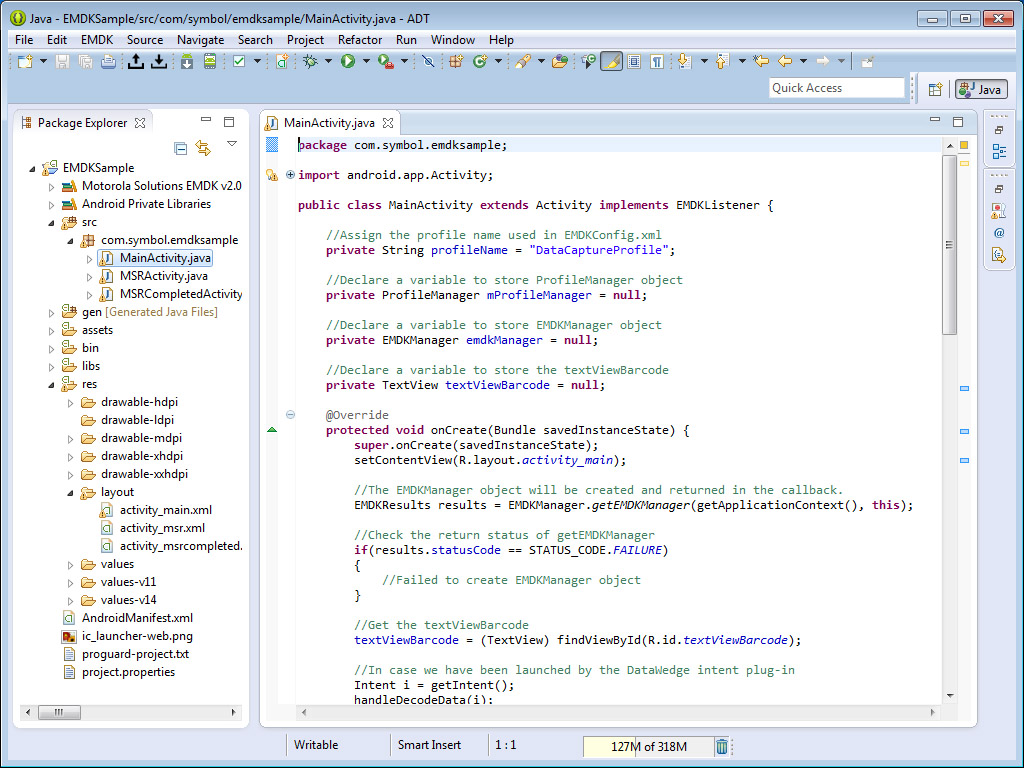 Java - EMDKSample/src/com/symbol/emdksample/MainActivity.java - ADT
File Edit EMDK Source Navigate Search Project Refactor Run Window Help
Quick Access
Java
Package Explorer
EMDKSample
Motorola Solutions EMDK v2.0
Android Private Libraries
src
com.symbol.emdksample
MainActivity.java
MSRActivity.java
MSRCompletedActivity
gen [Generated Java Files]
assets
bin
libs
res
drawable-hdpi
drawable-ldpi
drawable-mdpi
drawable-xhdpi
drawable-xxhdpi
layout
activity_main.xml
activity_msr.xml
activity_msrcompleted.
values
values-v11
values-v14
AndroidManifest.xml
ic_launcher-web.png
proguard-project.txt
project.properties
MainActivity.java
package com.symbol.emdksample;
import android.app.Activity;
public class MainActivity extends Activity implements EMDKListener {
//Assign the profile name used in EMDKConfig.xml
private String profileName = "DataCaptureProfile";
//Declare a variable to store ProfileManager object
private ProfileManager mProfileManager = null;
//Declare a variable to store EMDKManager object
private EMDKManager emdkManager = null;
//Declare a variable to store the textViewBarcode
private TextView textViewBarcode = null;
@Override
protected void onCreate(Bundle savedInstanceState) {
super.onCreate(savedInstanceState);
setContentView(R.layout.activity_main);
//The EMDKManager object will be created and returned in the callback.
EMDKResults results = EMDKManager.getEMDKManager(getApplicationContext(), this);
//Check the return status of getEMDKManager
if(results.statusCode == STATUS_CODE.FAILURE)
{
//Failed to create EMDKManager object
}
//Get the textViewBarcode
textViewBarcode = (TextView) findViewById(R.id.textViewBarcode);
//In case we have been launched by the DataWedge intent plug-in
Intent i = getIntent();
handleDecodeData(i);
Writable Smart Insert 1 : 1 127M of 318M